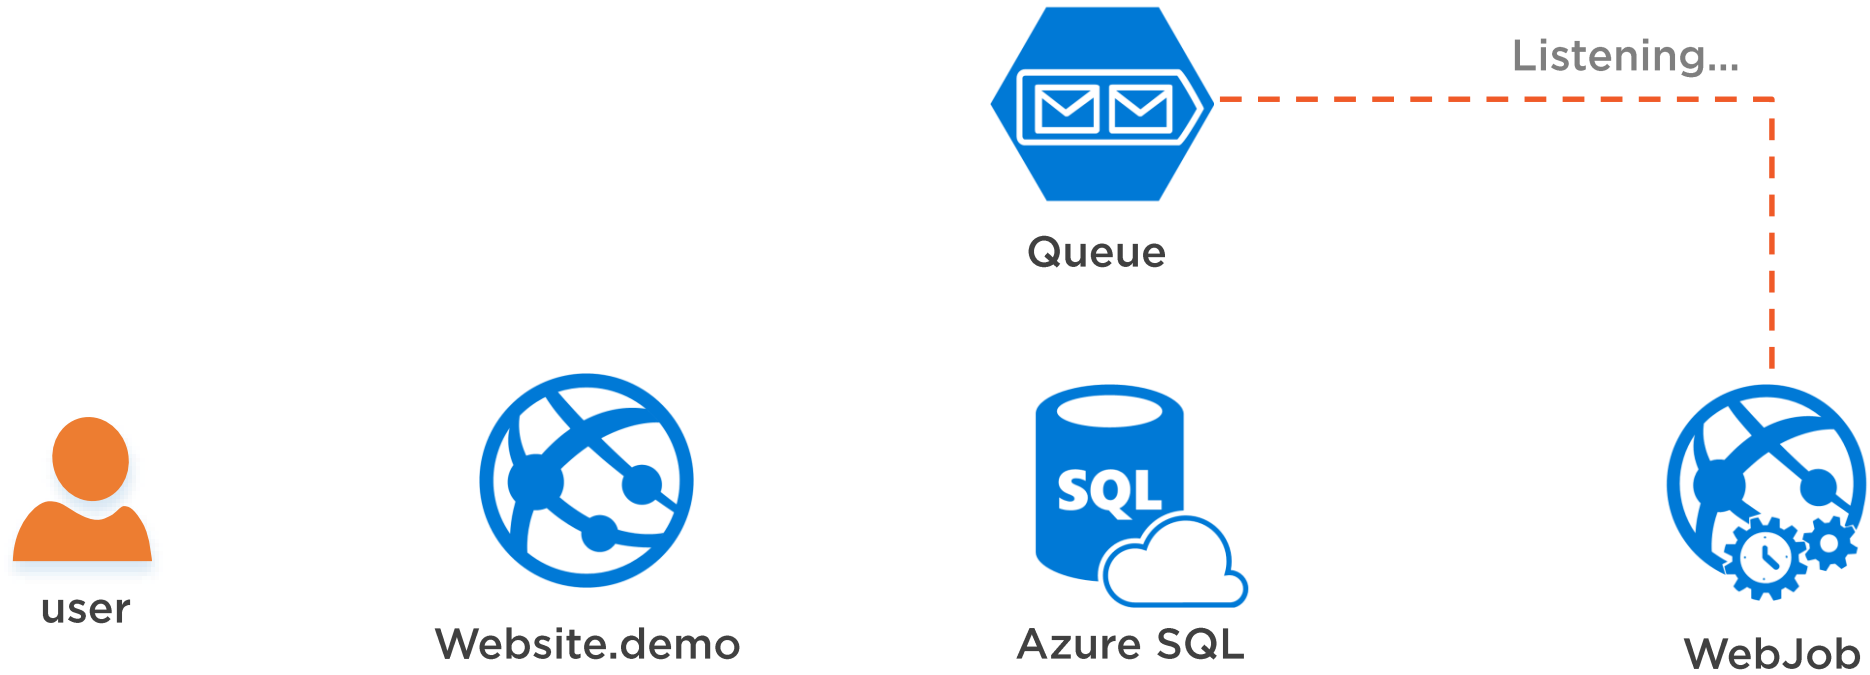 Listening...
Queue
SQL
user
Website.demo
Azure SQL
WebJob